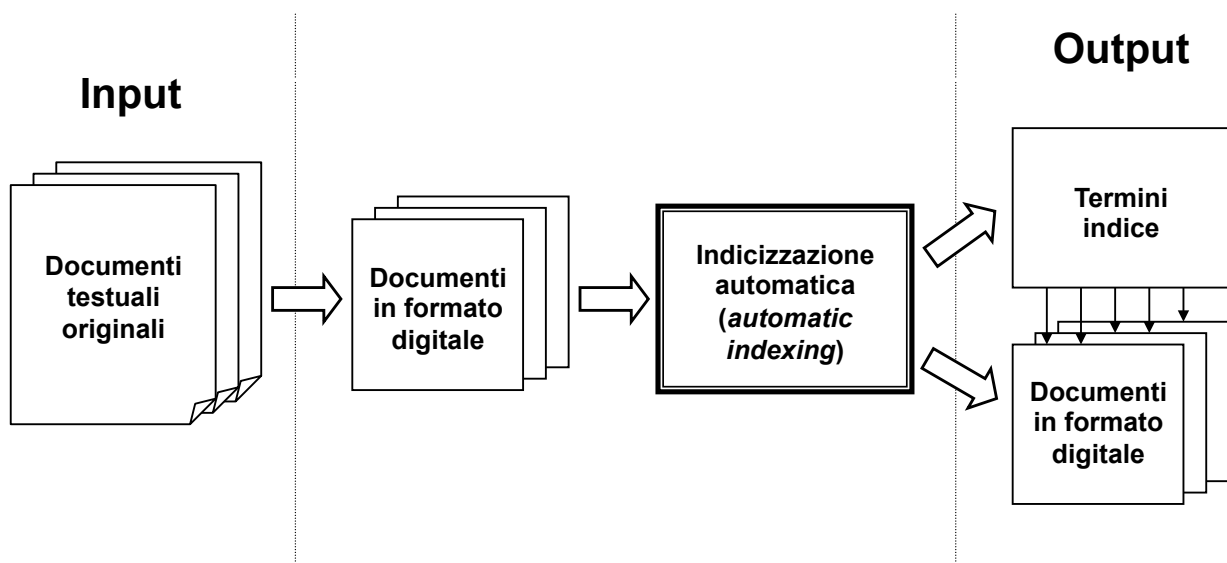 Input
Output
Documenti
testuali
originali
Documenti
in formato
digitale
Indicizzazione
automatica
(automatic
indexing)
Termini
indice
Documenti
in formato
digitale